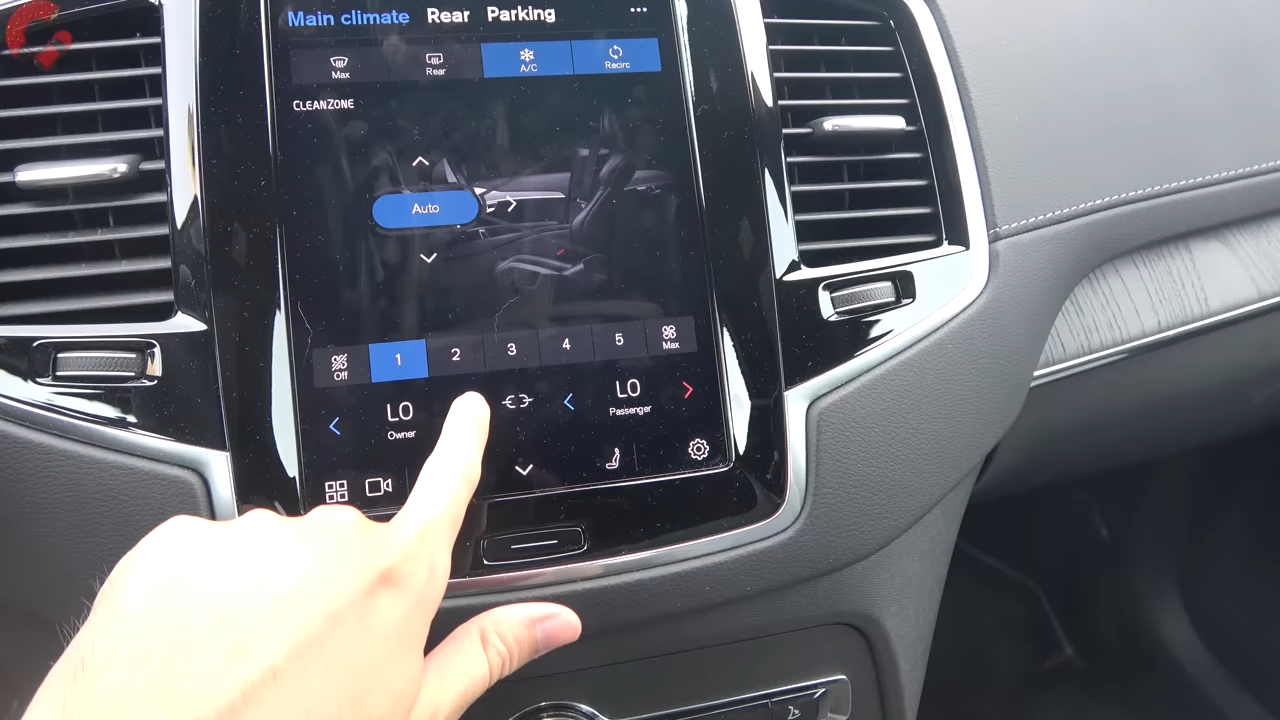 Main climate Rear Parking
Max Rear A/C Recirc
CLEANZONE
Auto
Off 1 2 3 4 5 Max
LO LO
Owner Passenger